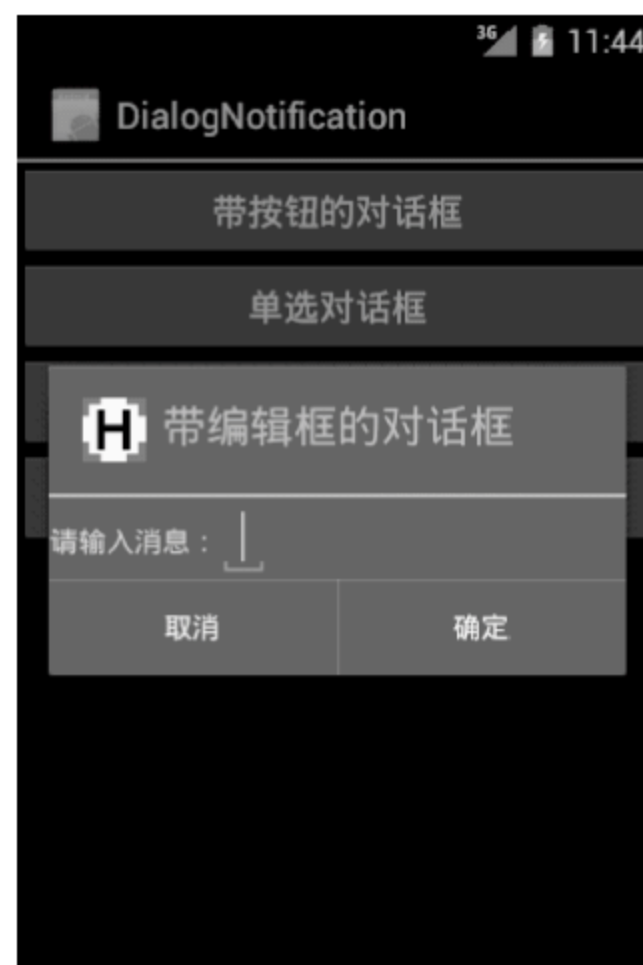 3G 11:44
DialogNotification
带按钮的对话框
单选对话框
H 带编辑框的对话框
请输入消息：
取消 确定